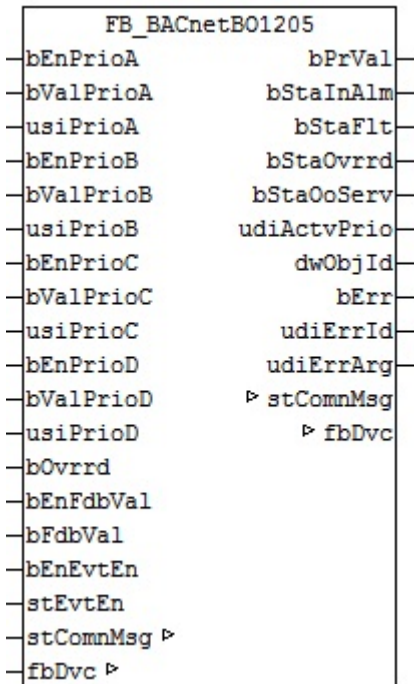 FB_BACnetBO1205
bEnPrioA bPrVal
bValPrioA bStaInAlm
usiPrioA bStaFlt
bEnPrioB bStaOvrrd
bValPrioB bStaOoServ
usiPrioB udiActvPrio
bEnPrioC dwObjId
bValPrioC bErr
usiPrioC udiErrId
bEnPrioD udiErrArg
bValPrioD ▷ stComnMsg
usiPrioD ▷ fbDvc
bOvrrd
bEnFdbVal
bFdbVal
bEnEvtEn
stEvtEn
stComnMsg ▷
fbDvc ▷